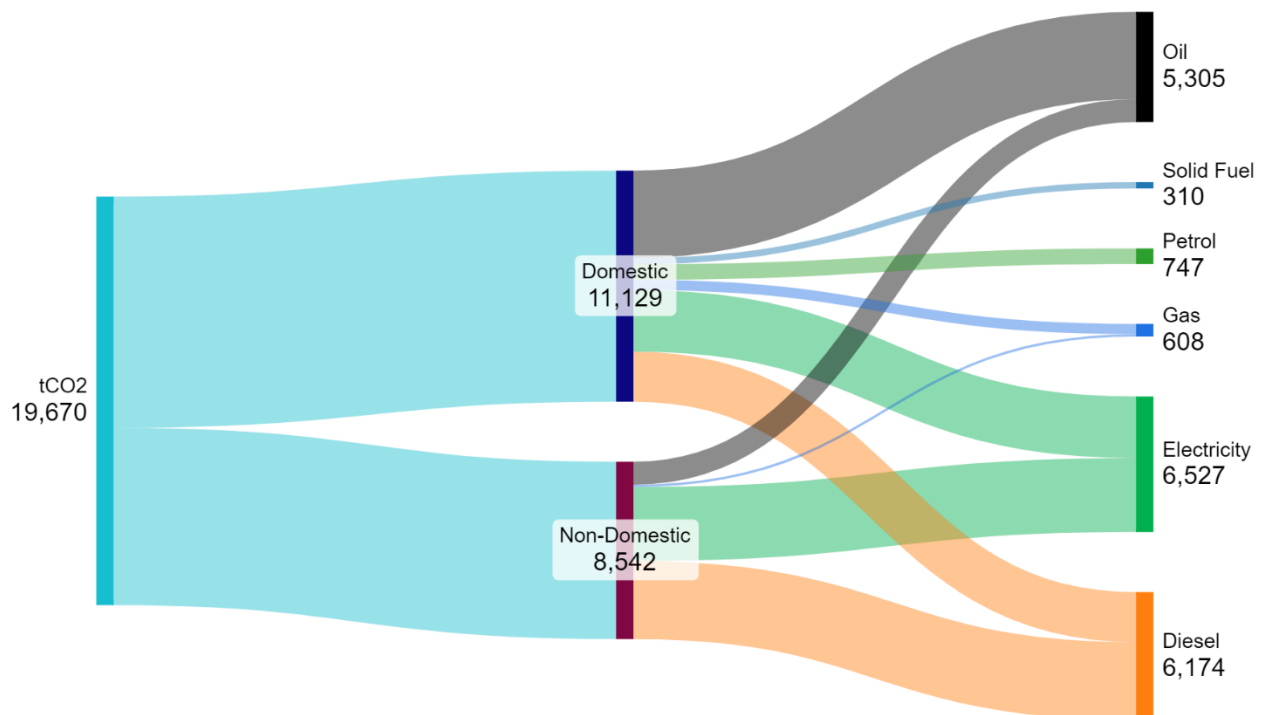 tCO2
19,670
Domestic
11,129
Non-Domestic
8,542
Oil
5,305
Solid Fuel
310
Petrol
747
Gas
608
Electricity
6,527
Diesel
6,174